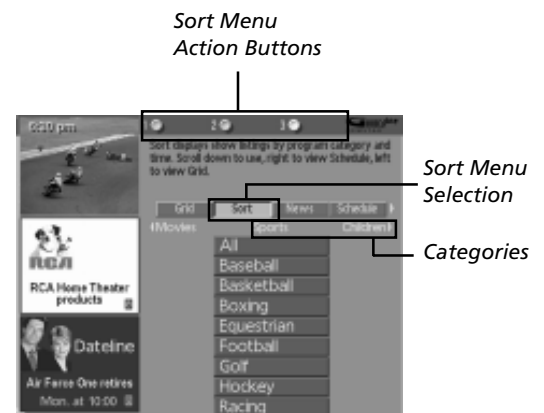 Sort Menu
Action Buttons
6:30 pm
1 2 3
Sort displays show listings by program category and
time. Scroll down to use, right to view Schedule, left
to view Grid.
Sort Menu
Selection
Grid Sort News Schedule
Movies Sports Children
Categories
All
Baseball
Basketball
Boxing
Equestrian
Football
Golf
Hockey
Racing
RCA
RCA Home Theater
products
Dateline
Air Force One retires
Mon. at 10:00